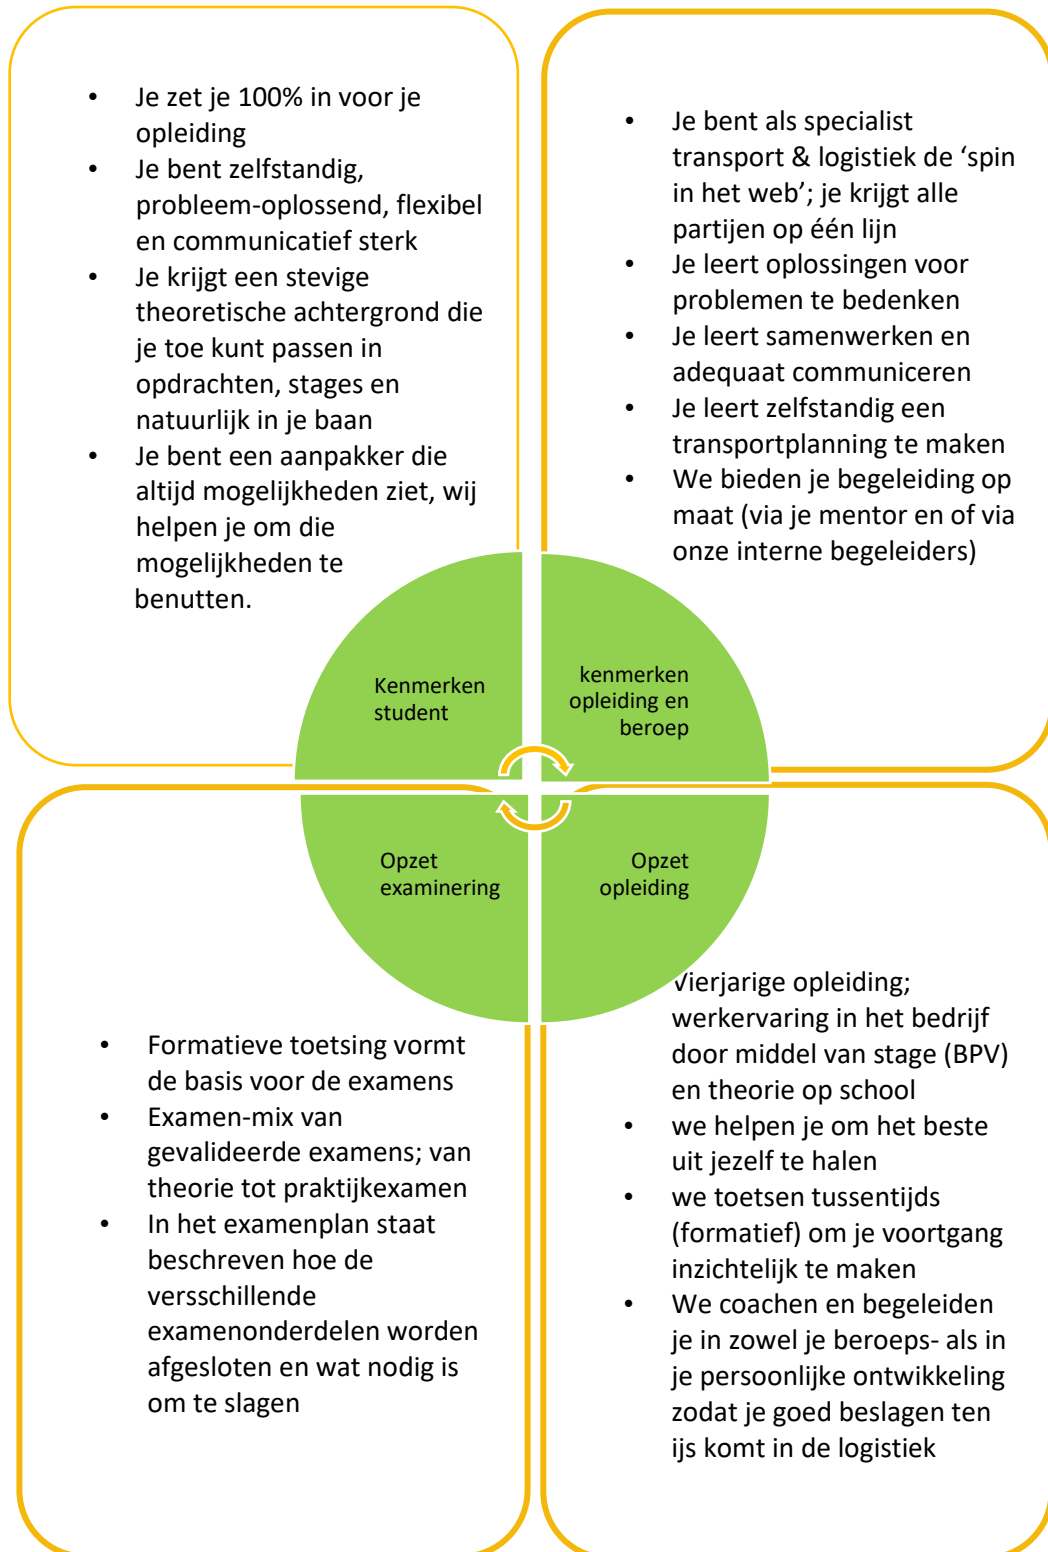 • Je zet je 100% in voor je
opleiding
• Je bent zelfstandig,
probleem-oplossend, flexibel
en communicatief sterk
• Je krijgt een stevige
theoretische achtergrond die
je toe kunt passen in
opdrachten, stages en
natuurlijk in je baan
• Je bent een aanpakker die
altijd mogelijkheden ziet, wij
helpen je om die
mogelijkheden te
benutten.
• Je bent als specialist
transport & logistiek de ‘spin
in het web’; je krijgt alle
partijen op één lijn
• Je leert oplossingen voor
problemen te bedenken
• Je leert samenwerken en
adequaat communiceren
• Je leert zelfstandig een
transportplanning te maken
• We bieden je begeleiding op
maat (via je mentor en of via
onze interne begeleiders)
Kenmerken
student
kenmerken
opleiding en
beroep
Opzet
examinering
Opzet
opleiding
• Formatieve toetsing vormt
de basis voor de examens
• Examen-mix van
gevalideerde examens; van
theorie tot praktijkexamen
• In het examenplan staat
beschreven hoe de
versschillende
examenonderdelen worden
afgesloten en wat nodig is
om te slagen
Vierjarige opleiding;
werkervaring in het bedrijf
door middel van stage (BPV)
en theorie op school
• we helpen je om het beste
uit jezelf te halen
• we toetsen tussentijds
(formatief) om je voortgang
inzichtelijk te maken
• We coachen en begeleiden
je in zowel je beroeps- als in
je persoonlijke ontwikkeling
zodat je goed beslagen ten
ijs komt in de logistiek